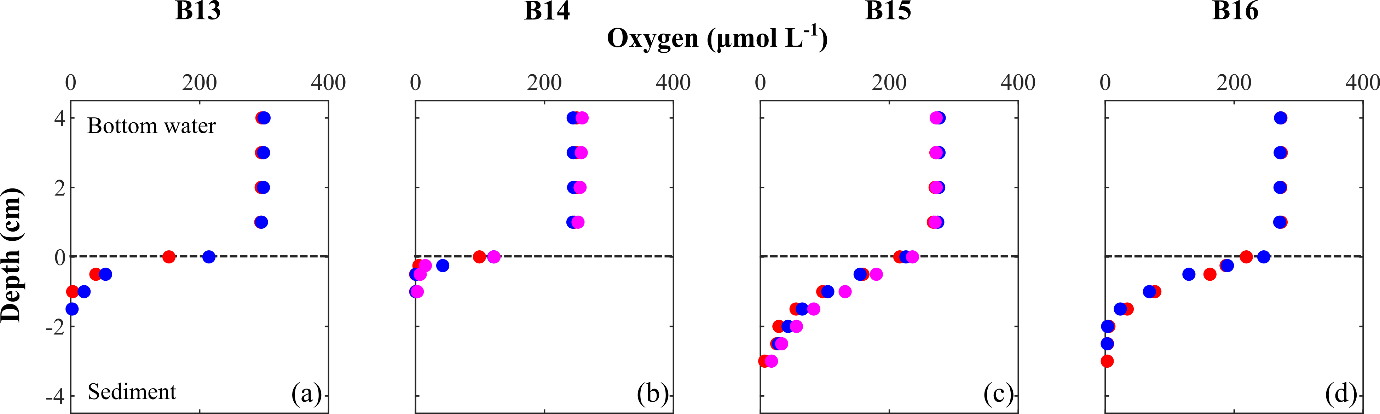 B13 B14 B15 B16
Oxygen (µmol L-1)
0 200 400 0 200 400 0 200 400 0 200 400
4
Bottom water
2
0
Depth (cm)
-2
-4
Sediment
(a) (b) (c) (d)